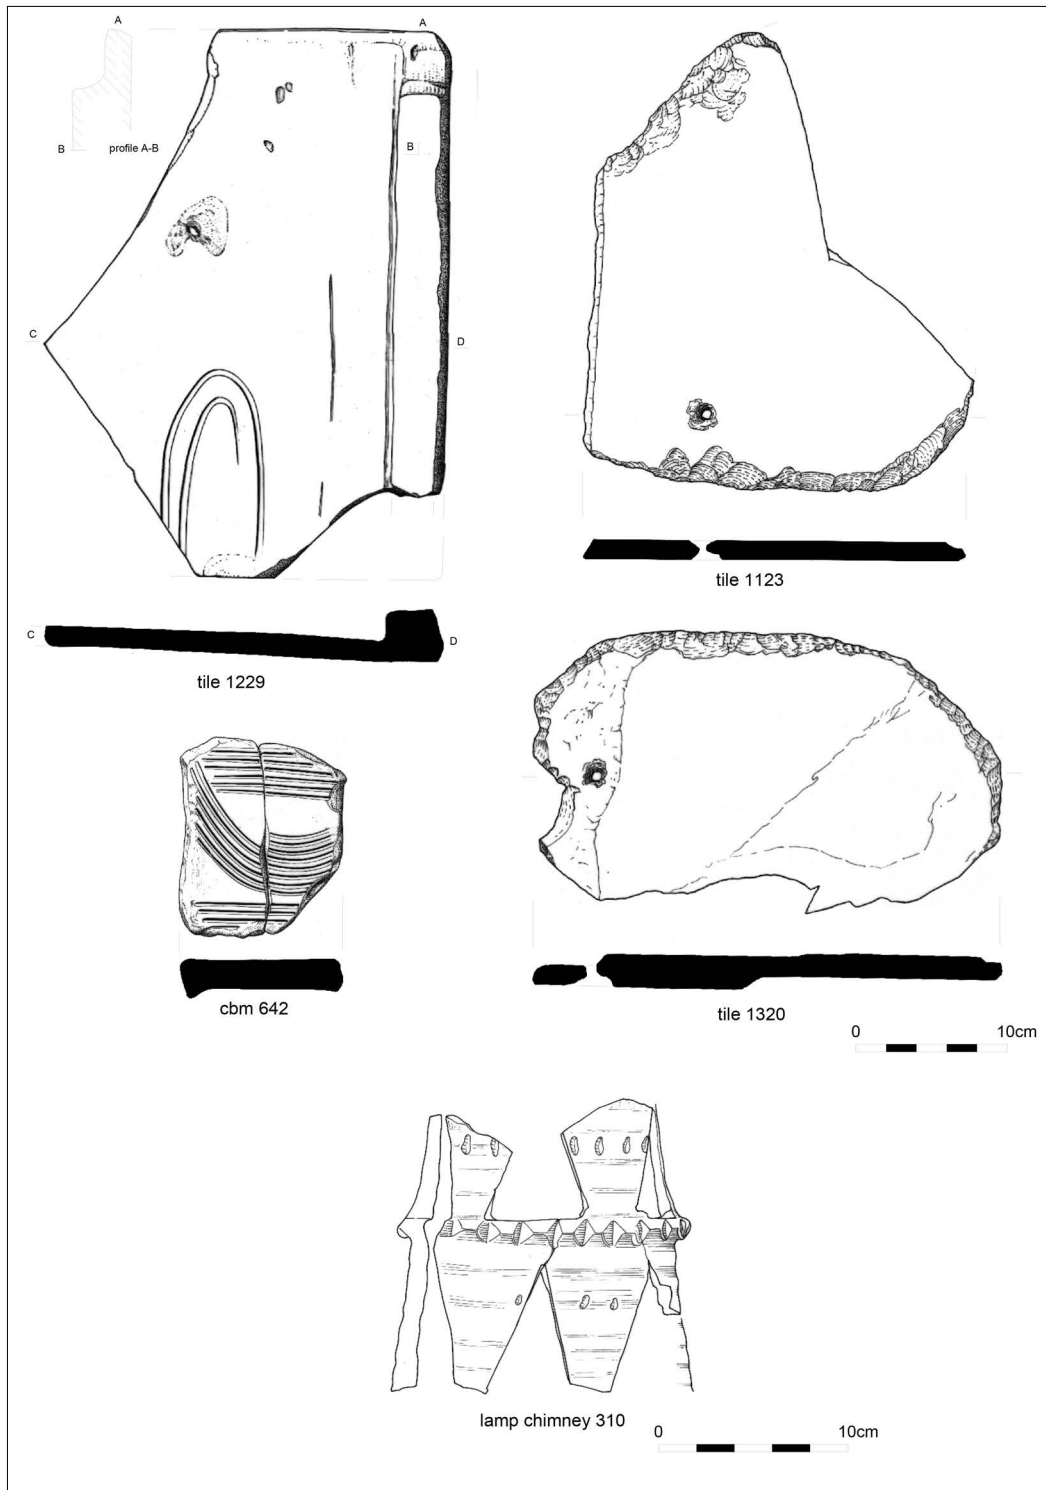 A
A
B
B
profile A-B
C
D
C
D
tile 1229
tile 1123
cbm 642
tile 1320
0 10cm
lamp chimney 310
0 10cm